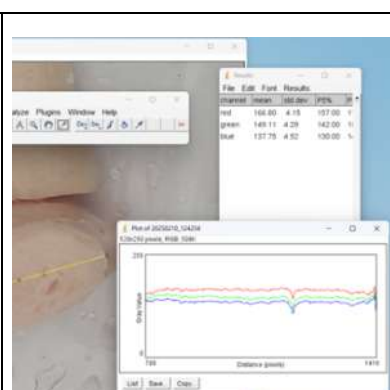 Results
File Edit Font Results
channel mean std.dev P5%
red 166.80 4.15 157.00
green 149.11 4.28 142.00
blue 137.75 4.52 130.00
Plugins Window Help
Plot of 20250210_124256
RGB
Gray Value
Distance (pixels)
List Save Copy